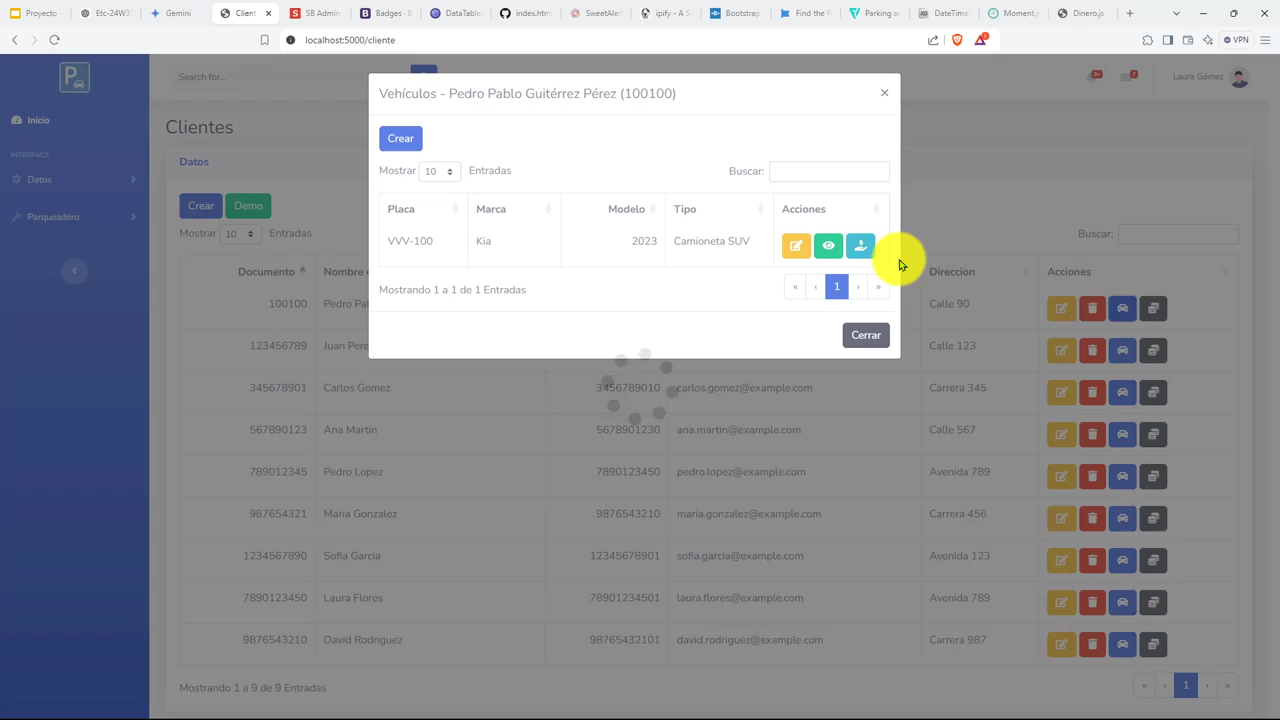 Proyecto -
Etc-24W37
Gemini
Client
SB Admin
Badges - B
DataTable
index.htm
SweetAler
ipify - A S
Bootstrap
Find the R
Parking ar
DateTime
Moment.js
Dinero.js -
localhost:5000/cliente
VPN
P
Search for...
9+
7
Laura Gómez
Inicio
INTERFACE
Datos
Parqueadero
Clientes
Datos
Crear
Demo
Mostrar 10 Entradas
Buscar:
Documento
Nombre
Direccion
Acciones
100100 Pedro Pa Calle 90
123456789 Juan Pere Calle 123
345678901 Carlos Gomez 3456789010 carlos.gomez@example.com Carrera 345
567890123 Ana Martin 5678901230 ana.martin@example.com Calle 567
789012345 Pedro Lopez 7890123450 pedro.lopez@example.com Avenida 789
987654321 Maria Gonzalez 9876543210 maria.gonzalez@example.com Carrera 456
1234567890 Sofia Garcia 12345678901 sofia.garcia@example.com Avenida 123
7890123450 Laura Flores 78901234501 laura.flores@example.com Avenida 789
9876543210 David Rodriguez 98765432101 david.rodriguez@example.com Carrera 987
Mostrando 1 a 9 de 9 Entradas
« ‹ 1 › »
Vehículos - Pedro Pablo Guitérrez Pérez (100100)
×
Crear
Mostrar 10 Entradas
Buscar:
Placa Marca Modelo Tipo Acciones
VVV-100 Kia 2023 Camioneta SUV
Mostrando 1 a 1 de 1 Entradas
« ‹ 1 › »
Cerrar